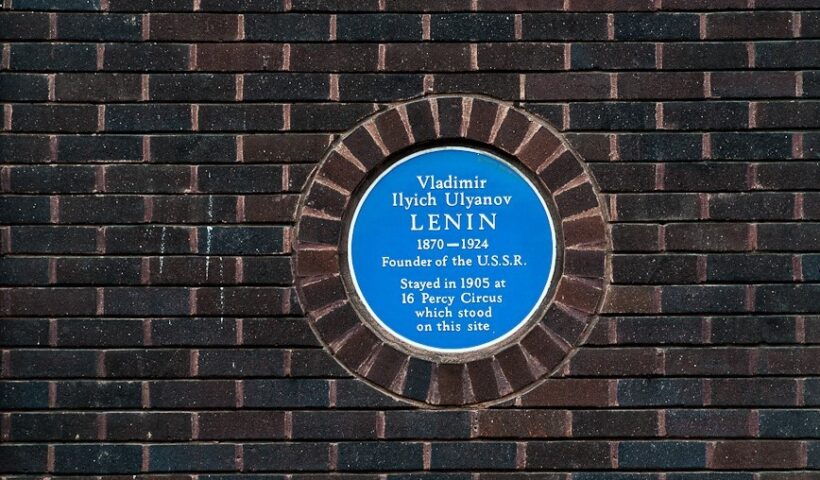 Vladimir
Ilyich Ulyanov
LENIN
1870—1924
Founder of the U.S.S.R.
Stayed in 1905 at
16 Percy Circus
which stood
on this site